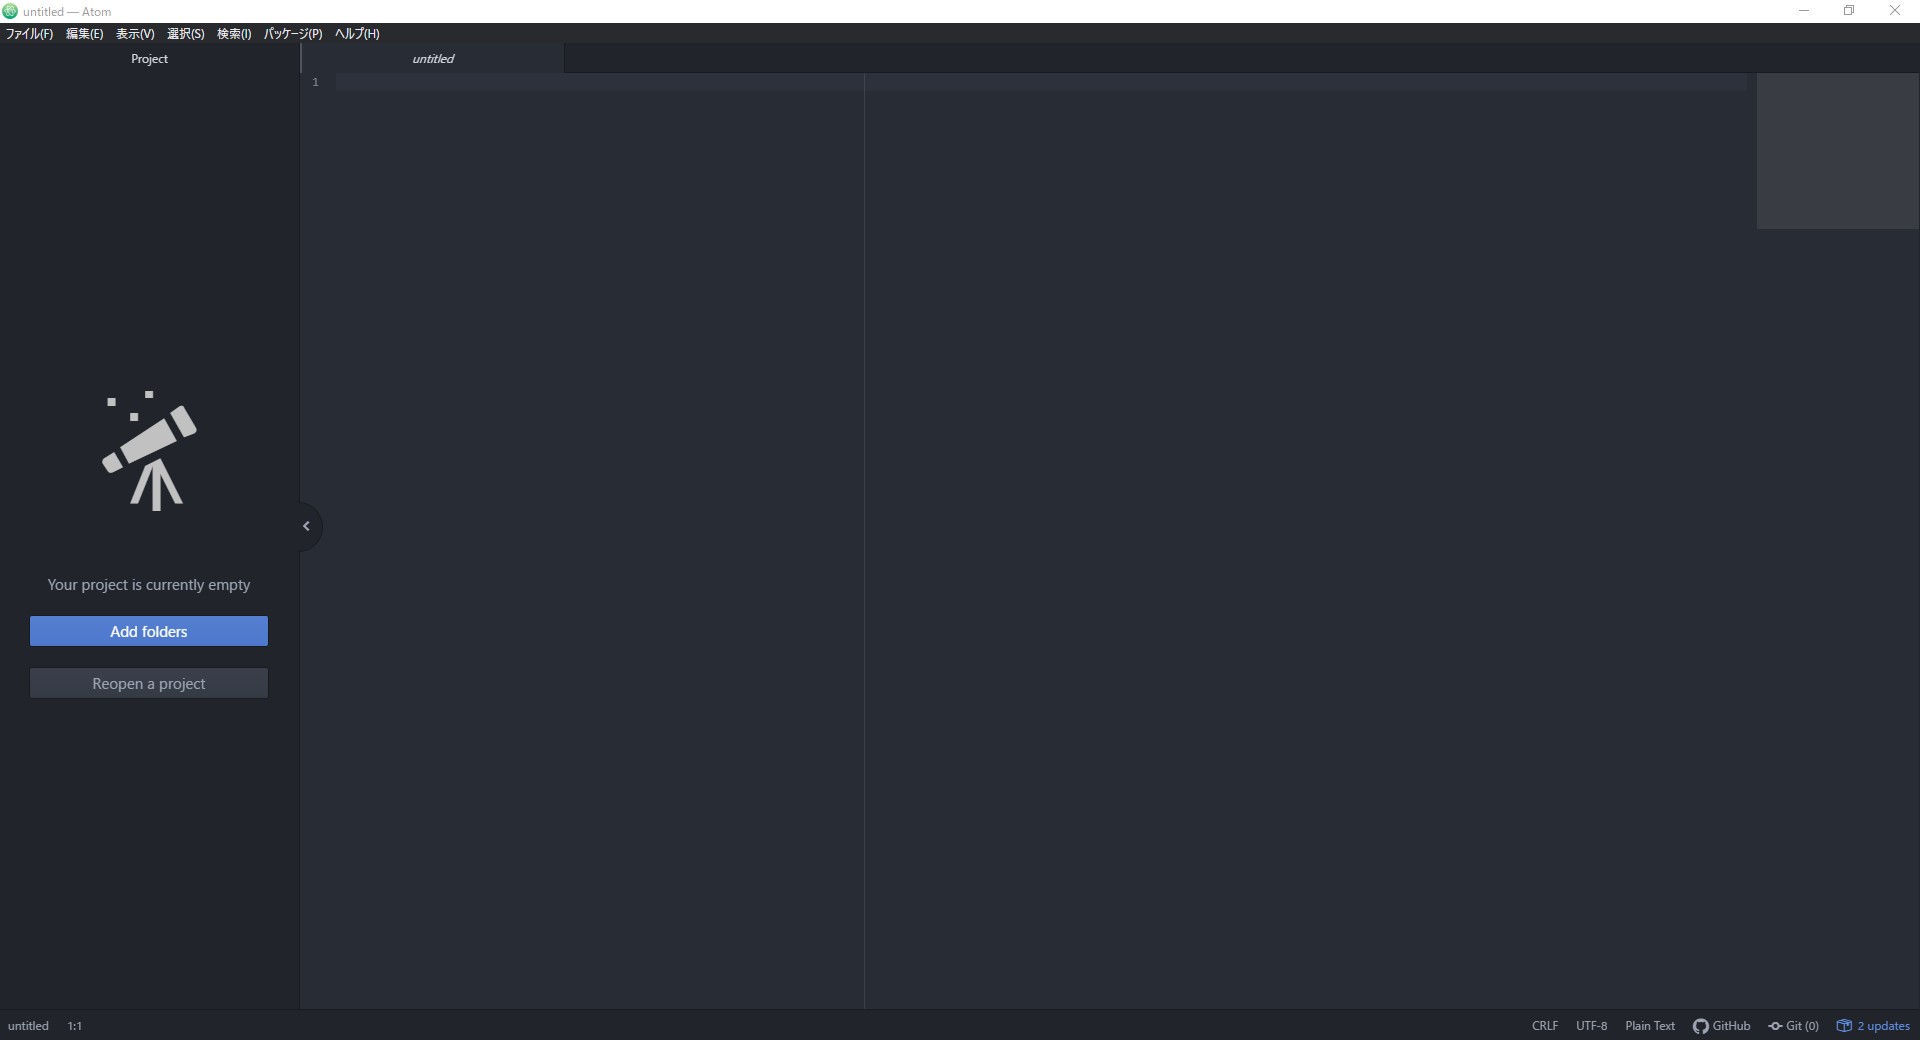 untitled — Atom
ファイル(F) 編集(E) 表示(V) 選択(S) 検索(I) パッケージ(P) ヘルプ(H)
Project
untitled
1
Your project is currently empty
Add folders
Reopen a project
untitled 1:1 CRLF UTF-8 Plain Text GitHub Git (0) 2 updates